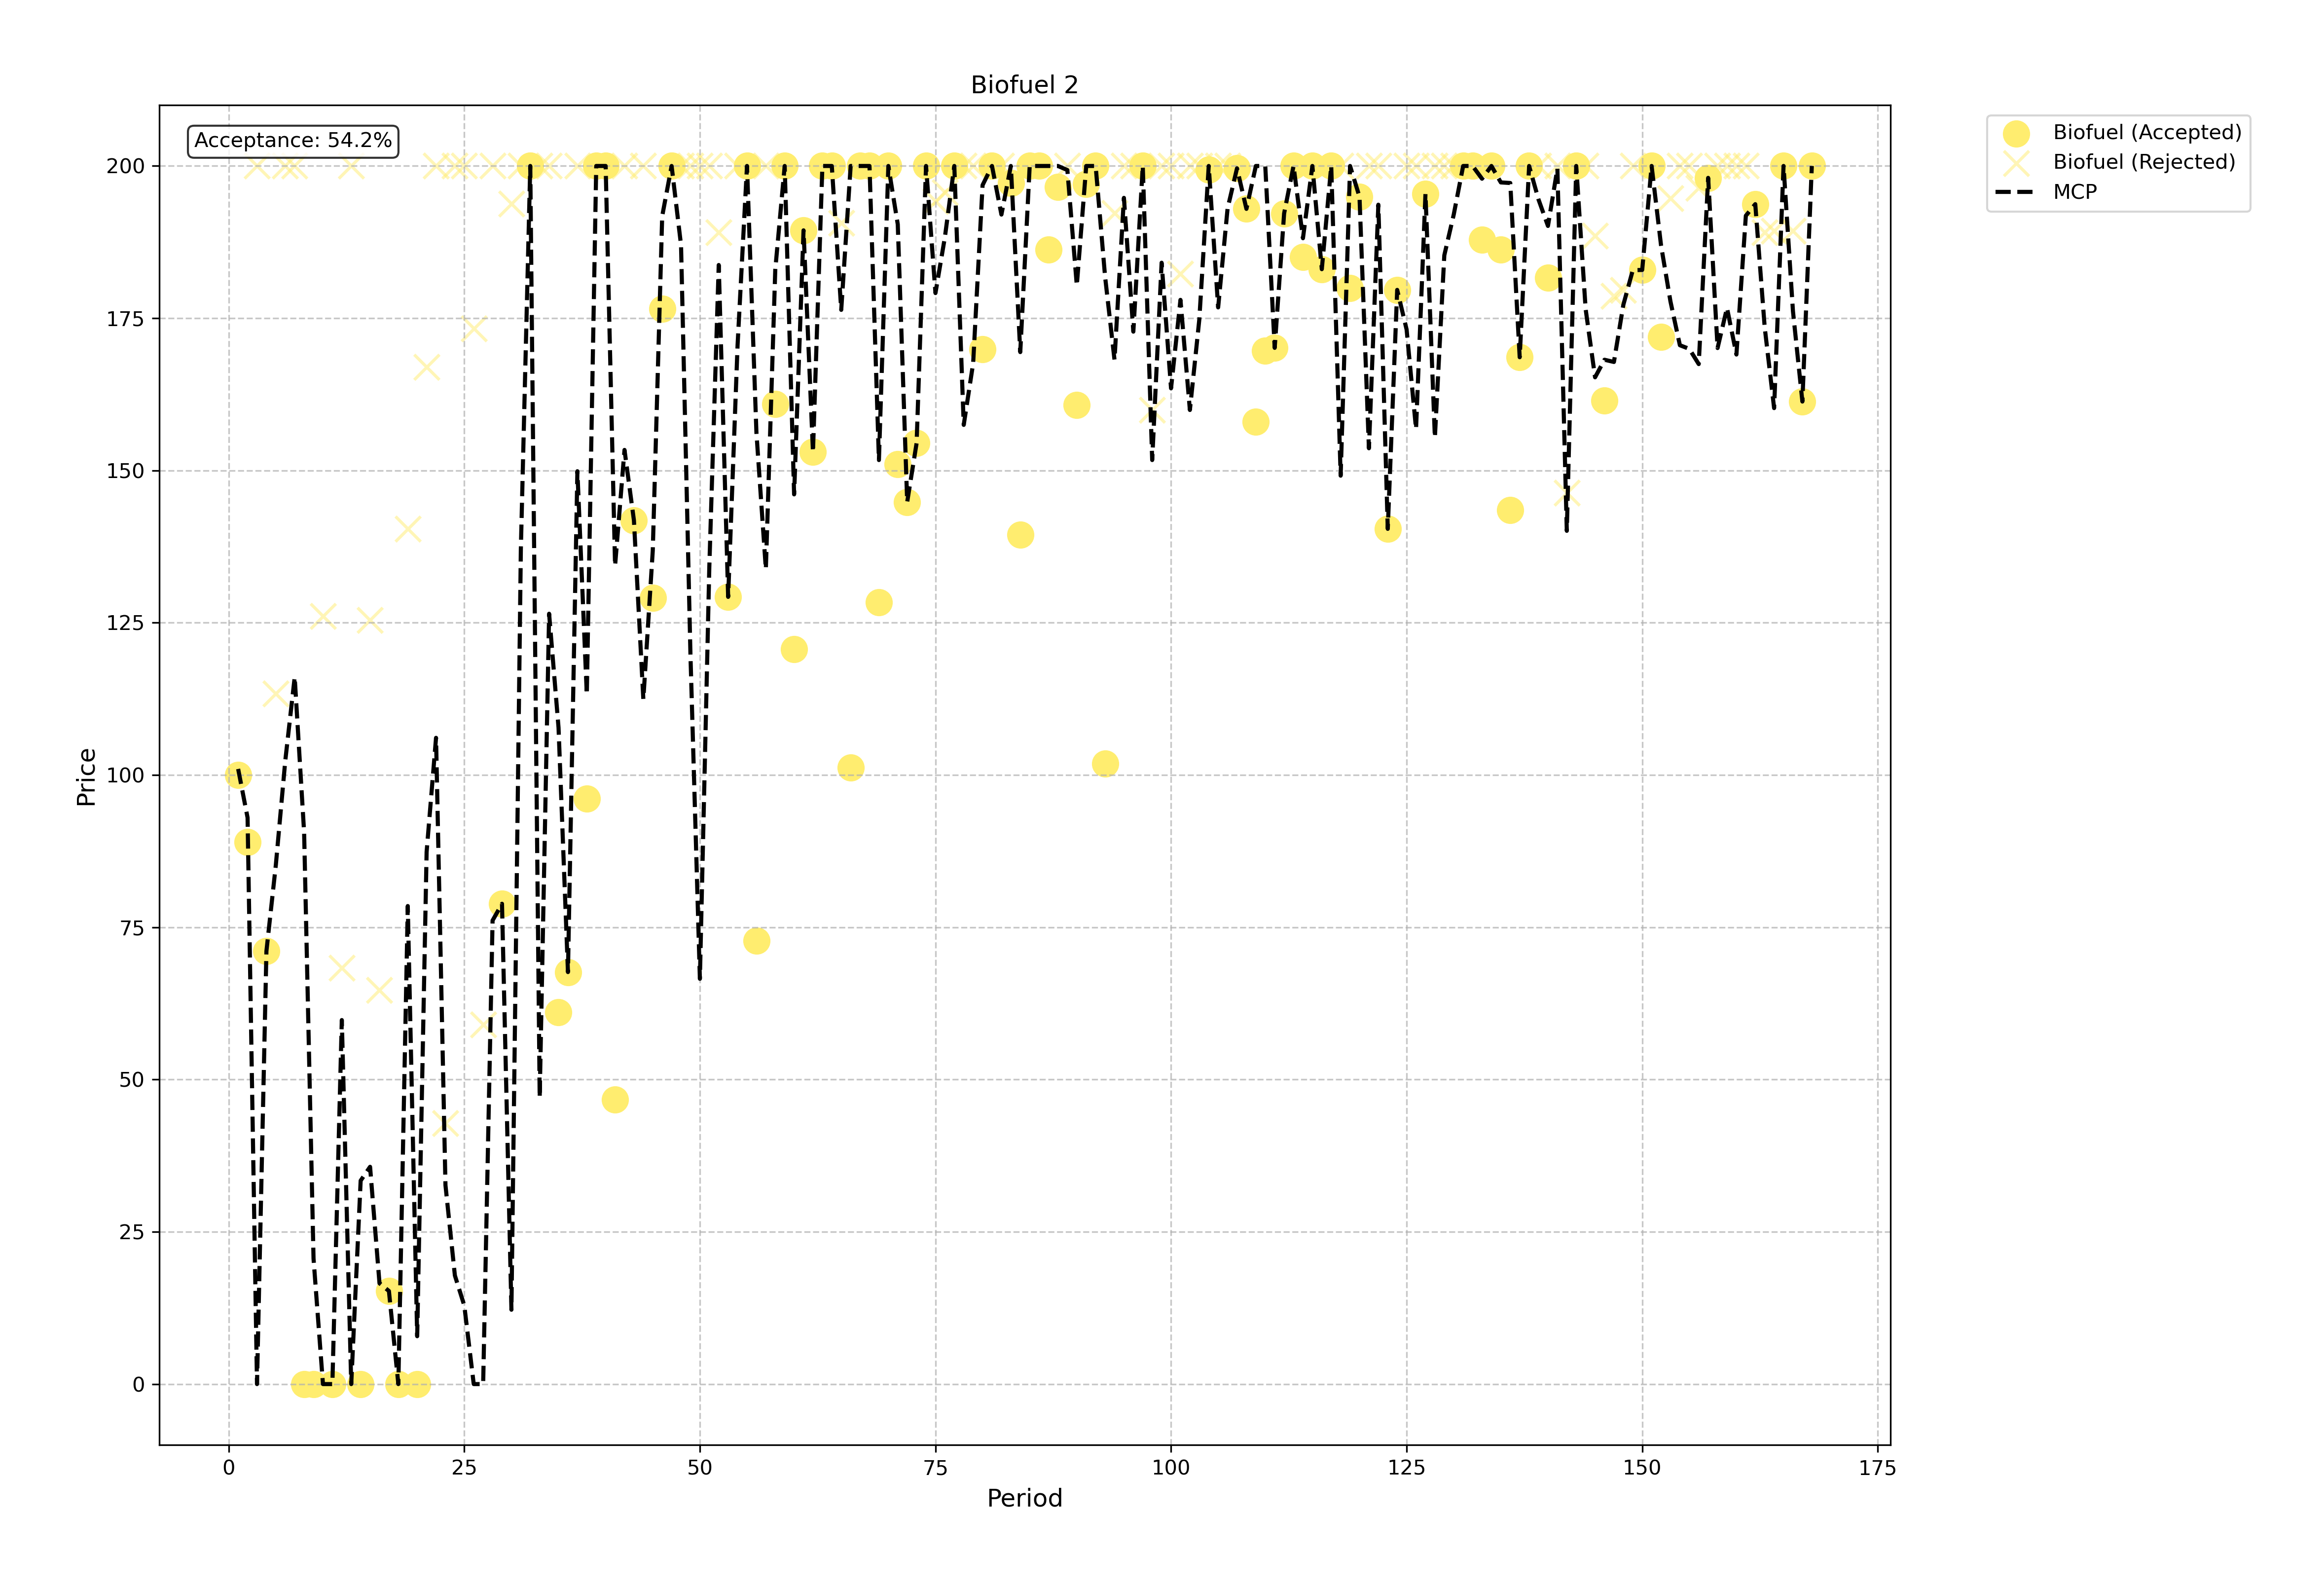 Biofuel 2
Acceptance: 54.2%
Biofuel (Accepted)
Biofuel (Rejected)
MCP
Price
200
175
150
125
100
75
50
25
0
0 25 50 75 100 125 150 175
Period